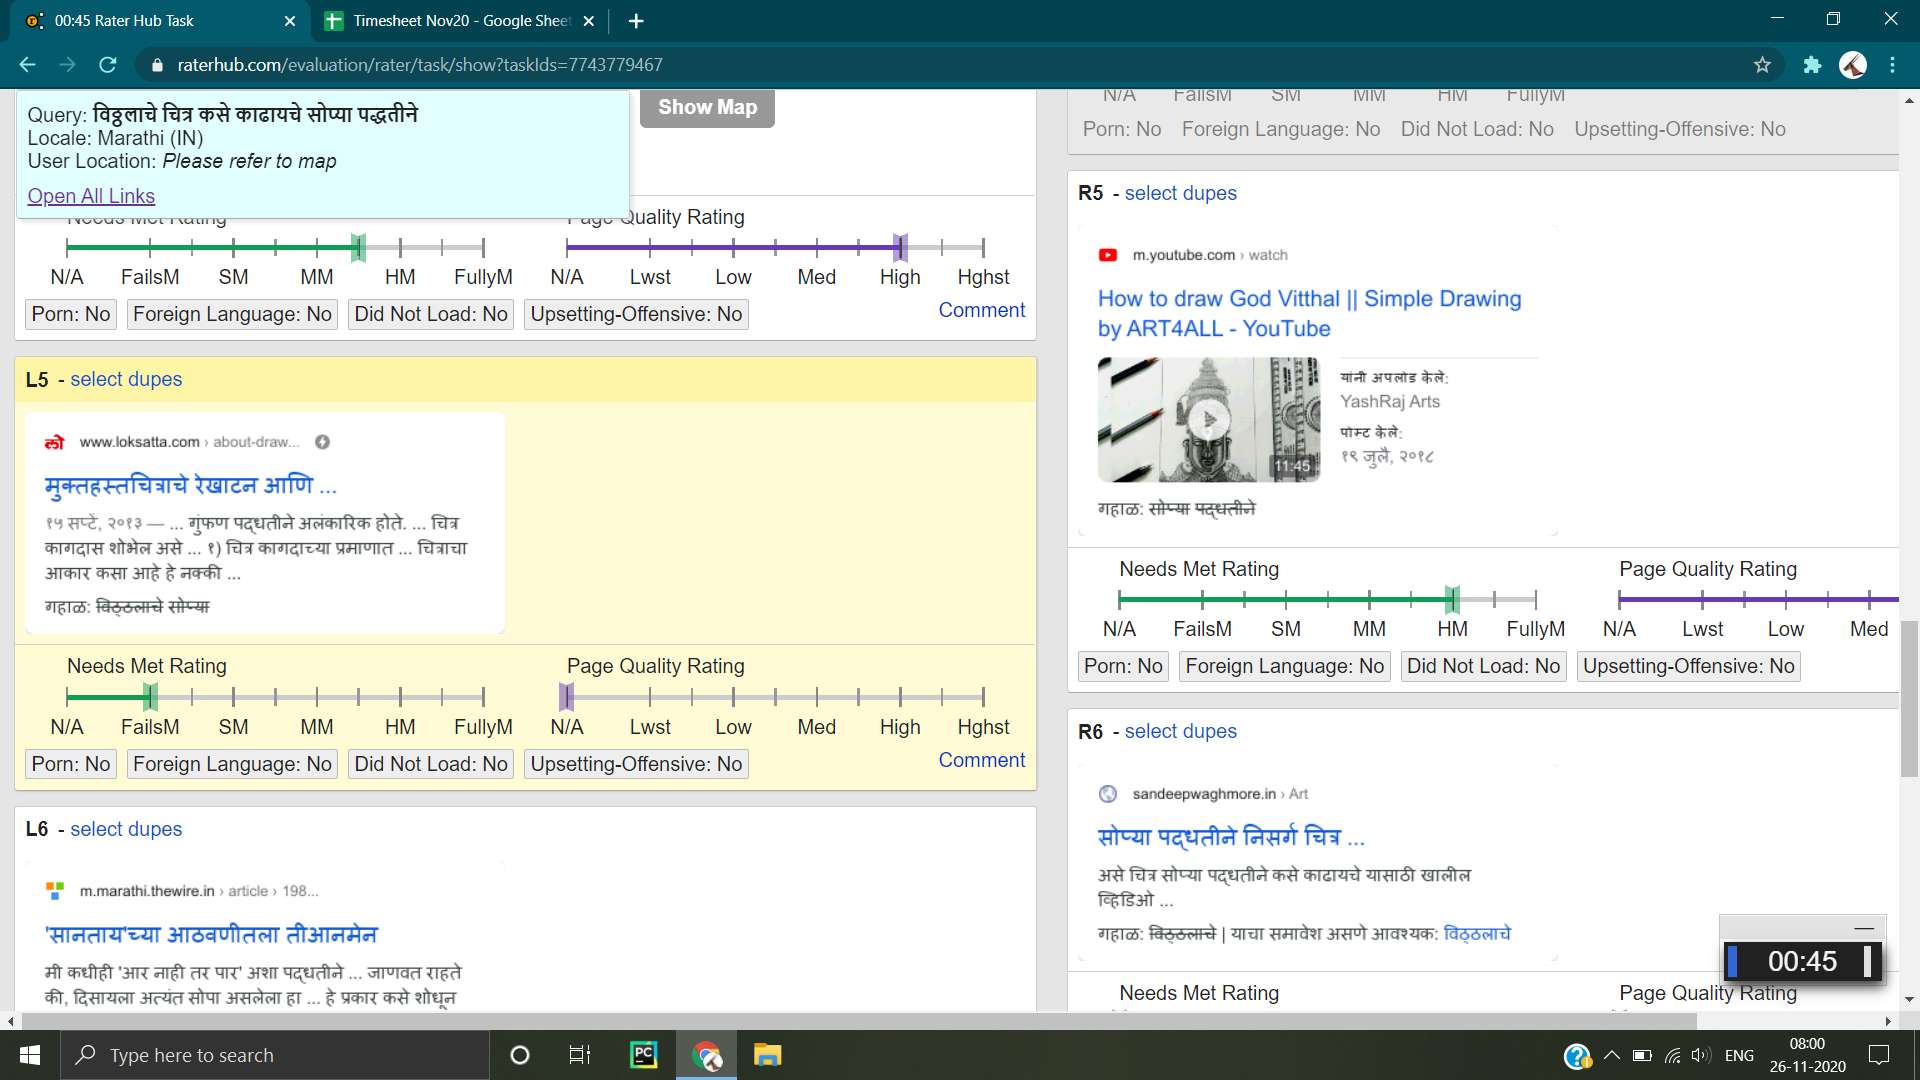 00:45 Rater Hub Task
Timesheet Nov20 - Google Sheet
raterhub.com/evaluation/rater/task/show?taskIds=7743779467
Query: विठ्ठलाचे चित्र कसे काढायचे सोप्या पद्धतीने
Locale: Marathi (IN)
User Location: Please refer to map
Open All Links
Show Map
Needs Met Rating
Page Quality Rating
N/A FailsM SM MM HM FullyM
N/A Lwst Low Med High Hghst
Porn: No Foreign Language: No Did Not Load: No Upsetting-Offensive: No
Comment
L5 - select dupes
www.loksatta.com › about-draw...
मुक्तहस्तचित्राचे रेखाटन आणि ...
१५ सप्टें, २०१३ — ... गुंफण पद्धतीने अलंकारिक होते. ... चित्र
कागदास शोभेल असे ... १) चित्र कागदाच्या प्रमाणात ... चित्राचा
आकार कसा आहे हे नक्की ...
गहाळ: विठ्ठलाचे सोप्या
Needs Met Rating
Page Quality Rating
N/A FailsM SM MM HM FullyM
N/A Lwst Low Med High Hghst
Porn: No Foreign Language: No Did Not Load: No Upsetting-Offensive: No
Comment
L6 - select dupes
m.marathi.thewire.in › article › 198...
'सानताय'च्या आठवणीतला तीआनमेन
मी कधीही 'आर नाही तर पार' अशा पद्धतीने ... जाणवत राहते
की, दिसायला अत्यंत सोपा असलेला हा ... हे प्रकार कसे शोधून
N/A FailsM SM MM HM FullyM
Porn: No Foreign Language: No Did Not Load: No Upsetting-Offensive: No
R5 - select dupes
m.youtube.com › watch
How to draw God Vitthal || Simple Drawing
by ART4ALL - YouTube
11:45
यांनी अपलोड केले:
YashRaj Arts
पोस्ट केले:
१९ जुलै, २०१८
गहाळ: सोप्या पद्धतीने
Needs Met Rating
Page Quality Rating
N/A FailsM SM MM HM FullyM
N/A Lwst Low Med
Porn: No Foreign Language: No Did Not Load: No Upsetting-Offensive: No
R6 - select dupes
sandeepwaghmore.in › Art
सोप्या पद्धतीने निसर्ग चित्र ...
असे चित्र सोप्या पद्धतीने कसे काढायचे यासाठी खालील
व्हिडिओ ...
गहाळ: विठ्ठलाचे | याचा समावेश असणे आवश्यक: विठ्ठलाचे
Needs Met Rating
Page Quality Rating
00:45
Type here to search
PC
ENG
08:00
26-11-2020